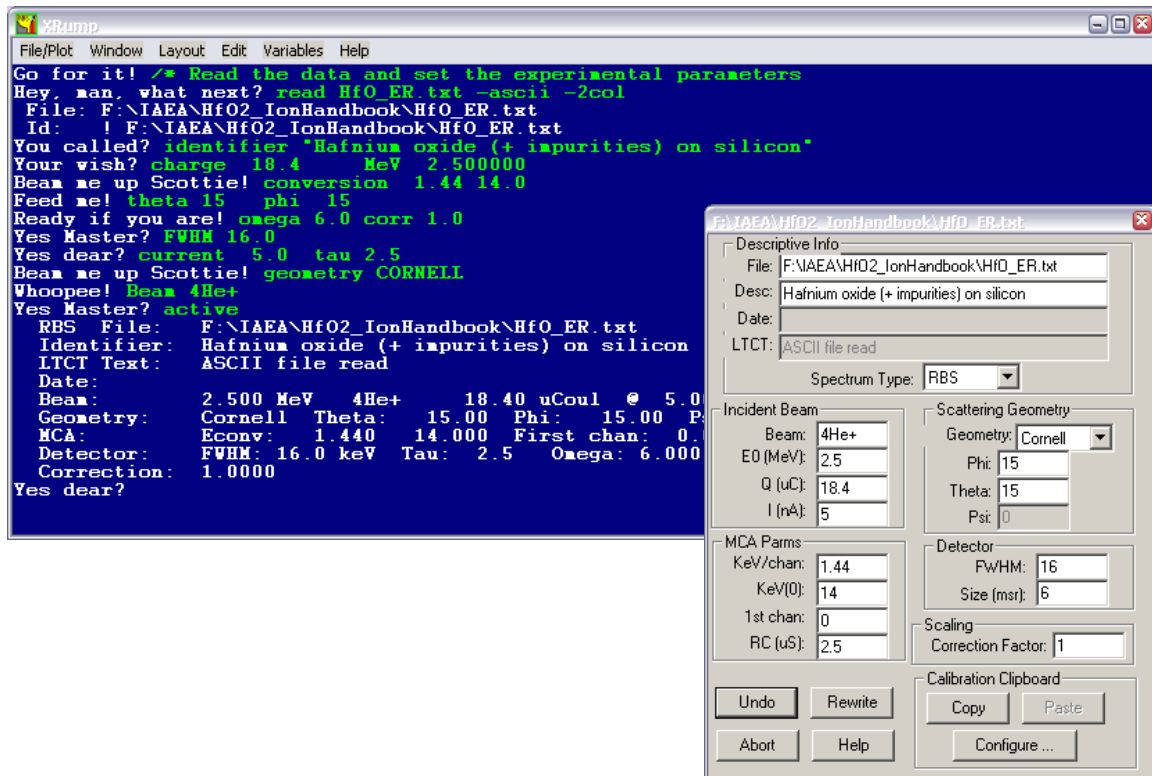 XRump
File/Plot Window Layout Edit Variables Help
Go for it! /* Read the data and set the experimental parameters
Hey, man, what next? read HfO_ER.txt -ascii -2col
File: F:\IAEA\HfO2_IonHandbook\HfO_ER.txt
Id: ! F:\IAEA\HfO2_IonHandbook\HfO_ER.txt
You called? identifier "Hafnium oxide (+ impurities) on silicon"
Your wish? charge 18.4 MeV 2.500000
Beam me up Scottie! conversion 1.44 14.0
Feed me! theta 15 phi 15
Ready if you are! omega 6.0 corr 1.0
Yes Master? FWHM 16.0
Yes dear? current 5.0 tau 2.5
Beam me up Scottie! geometry CORNELL
Whoopee! Beam 4He+
Yes Master? active
RBS File: F:\IAEA\HfO2_IonHandbook\HfO_ER.txt
Identifier: Hafnium oxide (+ impurities) on silicon
LTCT Text: ASCII file read
Date:
Beam: 2.500 MeV 4He+ 18.40 uCoul @ 5.0
Geometry: Cornell Theta: 15.00 Phi: 15.00 Ps
MCA: Econv: 1.440 14.000 First chan: 0.
Detector: FWHM: 16.0 keV Tau: 2.5 Omega: 6.000
Correction: 1.0000
Yes dear?
F:\IAEA\HfO2_IonHandbook\HfO_ER.txt
Descriptive Info
File: F:\IAEA\HfO2_IonHandbook\HfO_ER.txt
Desc: Hafnium oxide (+ impurities) on silicon
Date:
LTCT: ASCII file read
Spectrum Type: RBS
Incident Beam
Beam: 4He+
E0 (MeV): 2.5
Q (uC): 18.4
I (nA): 5
Scattering Geometry
Geometry: Cornell
Phi: 15
Theta: 15
Psi: 0
MCA Parms
KeV/chan: 1.44
KeV(0): 14
1st chan: 0
RC (uS): 2.5
Detector
FWHM: 16
Size (msr): 6
Scaling
Correction Factor: 1
Calibration Clipboard
Undo Rewrite Copy Paste
Abort Help Configure ...